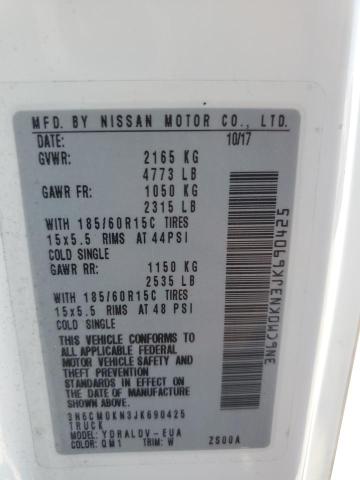 MFD. BY NISSAN MOTOR CO., LTD.
DATE: 10/17
GVWR: 2165 KG
4773 LB
GAWR FR: 1050 KG
2315 LB
WITH 185/60R15C TIRES
15x5.5 RIMS AT 44PSI
COLD SINGLE
GAWR RR: 1150 KG
2535 LB
WITH 185/60R15C TIRES
15x5.5 RIMS AT 48 PSI
COLD SINGLE
THIS VEHICLE CONFORMS TO
ALL APPLICABLE FEDERAL
MOTOR VEHICLE SAFETY AND
THEFT PREVENTION
STANDARDS IN EFFECT ON
THE DATE OF MANUFACTURE
SHOWN ABOVE.
3N6CM0KN3JK690425
TRUCK
MODEL: YDRALDV-EUA
COLOR: QM1 TRIM: W 2S00A
3N6CM0KN3JK690425